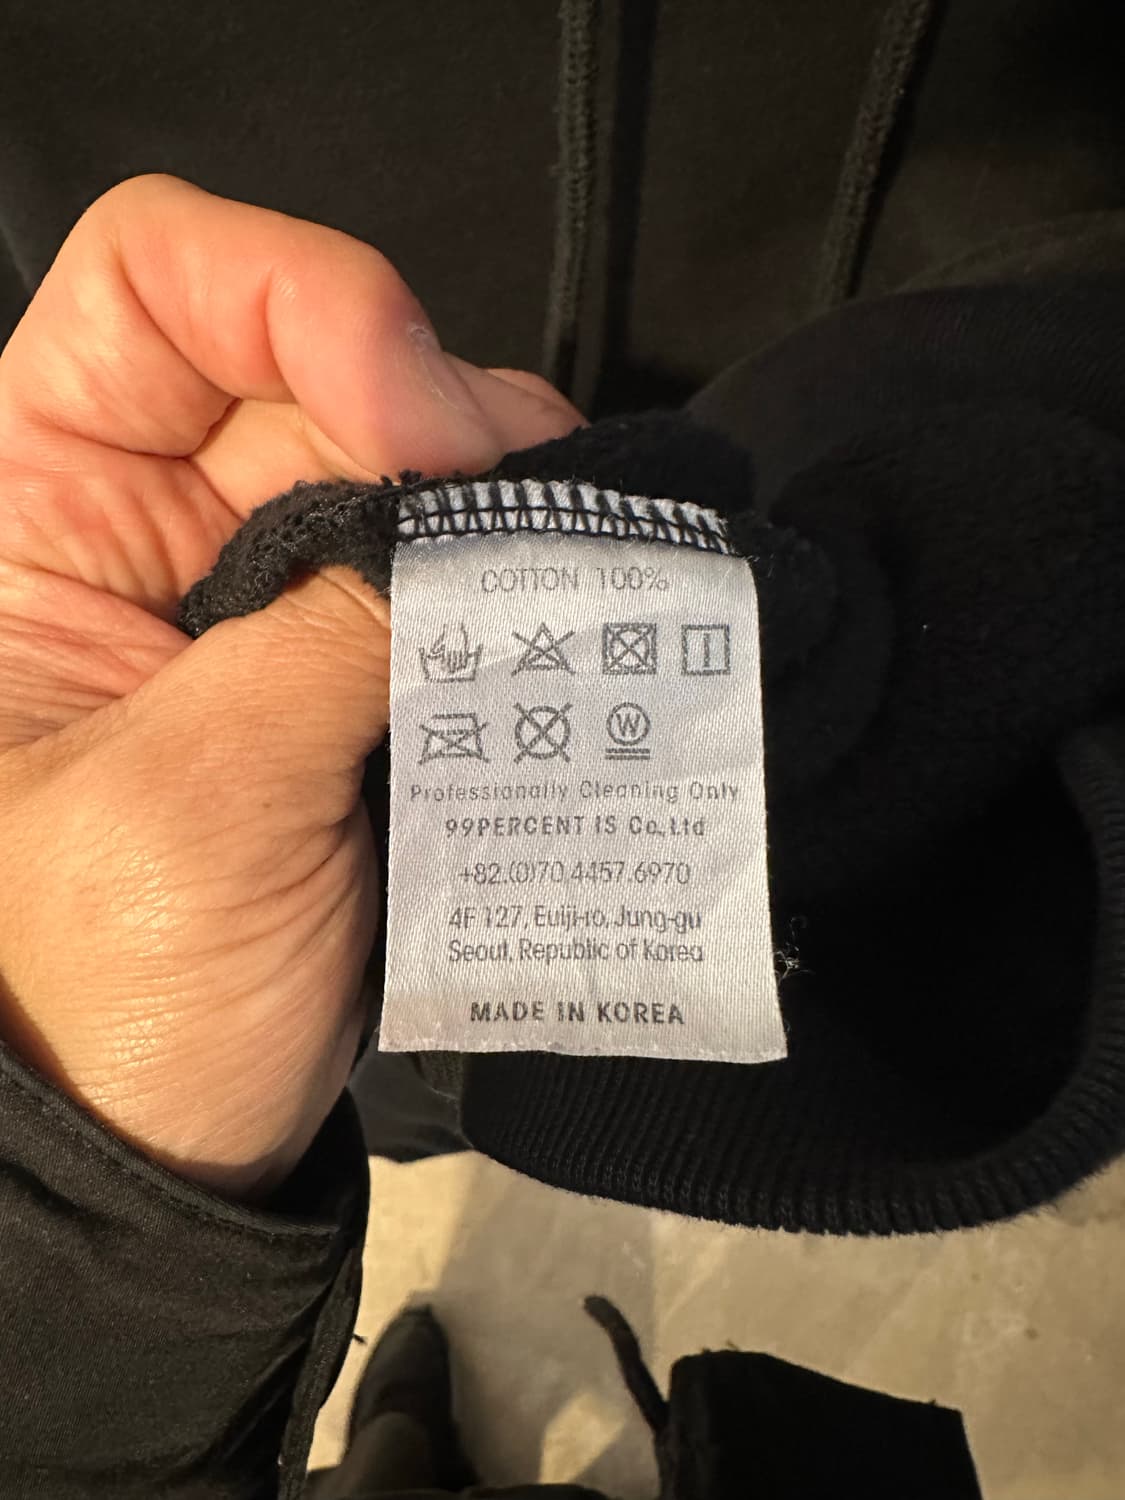 COTTON 100%
W
Professionally Cleaning Only
99PERCENT IS Co.,Ltd
+82.(0)70.4457.6970
4F 127, Eulji-ro, Jung-gu
Seoul, Republic of Korea
MADE IN KOREA